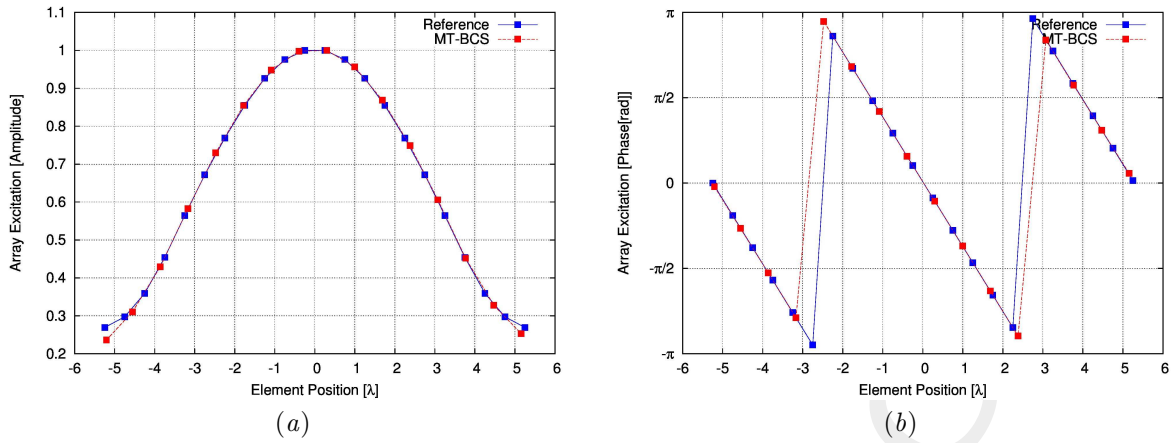 1.1
1
0.9
0.8
0.7
0.6
0.5
0.4
0.3
0.2
-6 -5 -4 -3 -2 -1 0 1 2 3 4 5 6
Array Excitation [Amplitude]
Element Position [λ]
Reference
MT-BCS
(a)
π
π/2
0
-π/2
-π
-6 -5 -4 -3 -2 -1 0 1 2 3 4 5 6
Array Excitation [Phase[rad]]
Element Position [λ]
Reference
MT-BCS
(b)